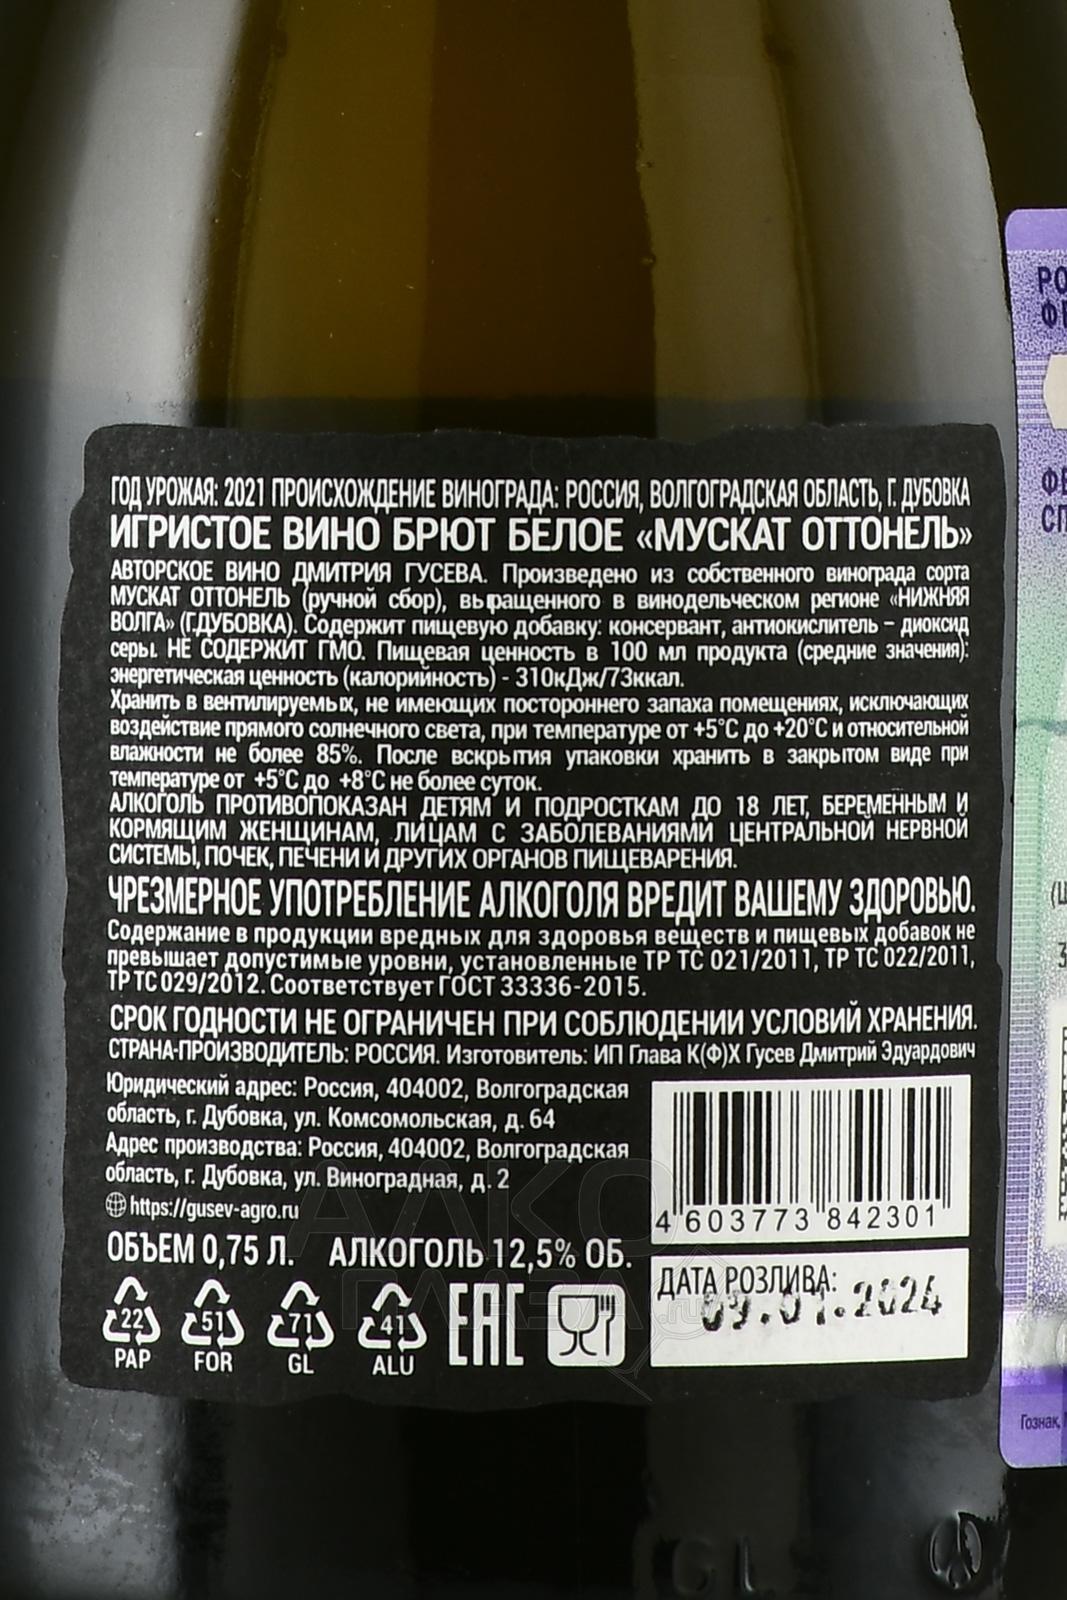 ГОД УРОЖАЯ: 2021 ПРОИСХОЖДЕНИЕ ВИНОГРАДА: РОССИЯ, ВОЛГОГРАДСКАЯ ОБЛАСТЬ, Г. ДУБОВКА
ИГРИСТОЕ ВИНО БРЮТ БЕЛОЕ «МУСКАТ ОТТОНЕЛЬ»
АВТОРСКОЕ ВИНО ДМИТРИЯ ГУСЕВА. Произведено из собственного винограда сорта
МУСКАТ ОТТОНЕЛЬ (ручной сбор), выращенного в винодельческом регионе «НИЖНЯЯ
ВОЛГА» (Г.ДУБОВКА). Содержит пищевую добавку: консервант, антиокислитель – диоксид
серы. НЕ СОДЕРЖИТ ГМО. Пищевая ценность в 100 мл продукта (средние значения):
энергетическая ценность (калорийность) - 310кДж/73ккал.
Хранить в вентилируемых, не имеющих постороннего запаха помещениях, исключающих
воздействие прямого солнечного света, при температуре от +5°С до +20°С и относительной
влажности не более 85%. После вскрытия упаковки хранить в закрытом виде при
температуре от +5°С до +8°С не более суток.
АЛКОГОЛЬ ПРОТИВОПОКАЗАН ДЕТЯМ И ПОДРОСТКАМ ДО 18 ЛЕТ, БЕРЕМЕННЫМ И
КОРМЯЩИМ ЖЕНЩИНАМ, ЛИЦАМ С ЗАБОЛЕВАНИЯМИ ЦЕНТРАЛЬНОЙ НЕРВНОЙ
СИСТЕМЫ, ПОЧЕК, ПЕЧЕНИ И ДРУГИХ ОРГАНОВ ПИЩЕВАРЕНИЯ.
ЧРЕЗМЕРНОЕ УПОТРЕБЛЕНИЕ АЛКОГОЛЯ ВРЕДИТ ВАШЕМУ ЗДОРОВЬЮ.
Содержание в продукции вредных для здоровья веществ и пищевых добавок не
превышает допустимые уровни, установленные ТР ТС 021/2011, ТР ТС 022/2011,
ТР ТС 029/2012. Соответствует ГОСТ 33336-2015.
СРОК ГОДНОСТИ НЕ ОГРАНИЧЕН ПРИ СОБЛЮДЕНИИ УСЛОВИЙ ХРАНЕНИЯ.
СТРАНА-ПРОИЗВОДИТЕЛЬ: РОССИЯ. Изготовитель: ИП Глава К(Ф)Х Гусев Дмитрий Эдуардович
Юридический адрес: Россия, 404002, Волгоградская
область, г. Дубовка, ул. Комсомольская, д. 64
Адрес производства: Россия, 404002, Волгоградская
область, г. Дубовка, ул. Виноградная, д. 2
https://gusev-agro.ru
4 603773 842301
ОБЪЕМ 0,75 Л. АЛКОГОЛЬ 12,5% ОБ.
ДАТА РОЗЛИВА:
09.01.2024
22 51 71 41 ЕАС
PAP FOR GL ALU
АЛКО
ПЛАЗА.ru
Гознак,
GL